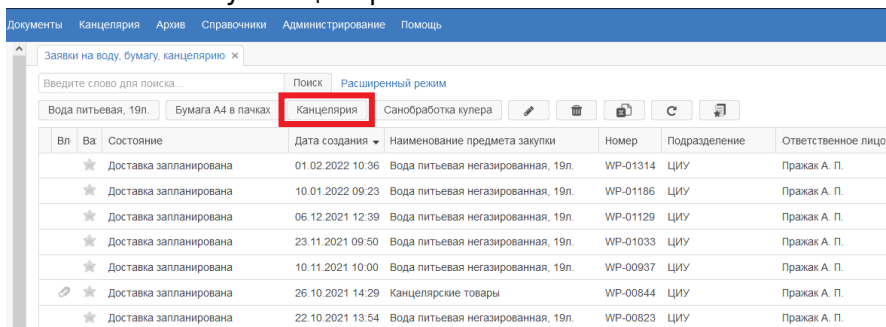 Документы Канцелярия Архив Справочники Администрирование Помощь
Заявки на воду, бумагу, канцелярию ×
Введите слово для поиска... Поиск Расширенный режим
Вода питьевая, 19л. Бумага А4 в пачках Канцелярия Санобработка кулера
Вл Ва Состояние Дата создания Наименование предмета закупки Номер Подразделение Ответственное лицо
Доставка запланирована 01.02.2022 10:36 Вода питьевая негазированная, 19л. WP-01314 ЦИУ Пражак А. П.
Доставка запланирована 10.01.2022 09:23 Вода питьевая негазированная, 19л. WP-01186 ЦИУ Пражак А. П.
Доставка запланирована 06.12.2021 12:39 Вода питьевая негазированная, 19л. WP-01129 ЦИУ Пражак А. П.
Доставка запланирована 23.11.2021 09:50 Вода питьевая негазированная, 19л. WP-01033 ЦИУ Пражак А. П.
Доставка запланирована 10.11.2021 10:00 Вода питьевая негазированная, 19л. WP-00937 ЦИУ Пражак А. П.
Доставка запланирована 26.10.2021 14:29 Канцелярские товары WP-00844 ЦИУ Пражак А. П.
Доставка запланирована 22.10.2021 13:54 Вода питьевая негазированная, 19л. WP-00823 ЦИУ Пражак А. П.